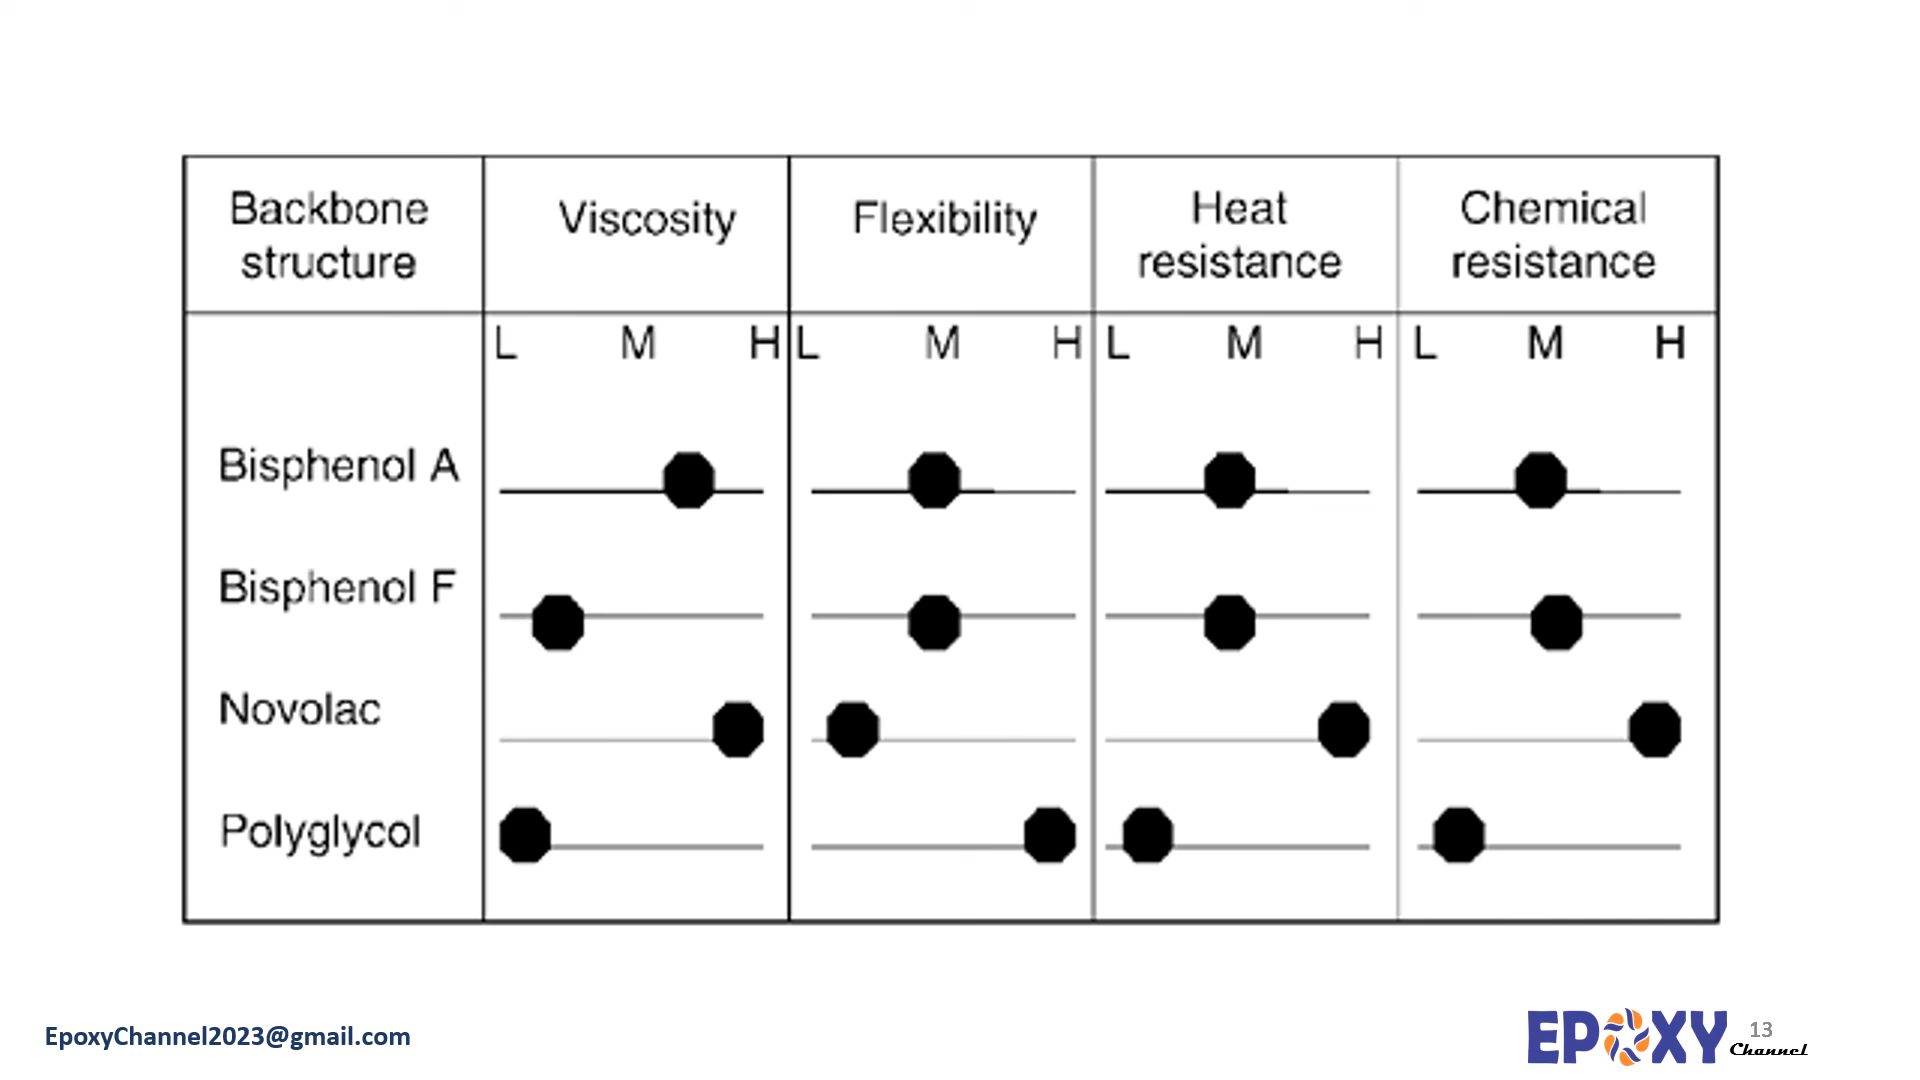 Backbone structure
Viscosity
Flexibility
Heat resistance
Chemical resistance
L M H L M H L M H L M H
Bisphenol A
Bisphenol F
Novolac
Polyglycol
EpoxyChannel2023@gmail.com
EPOXY
Channel
13